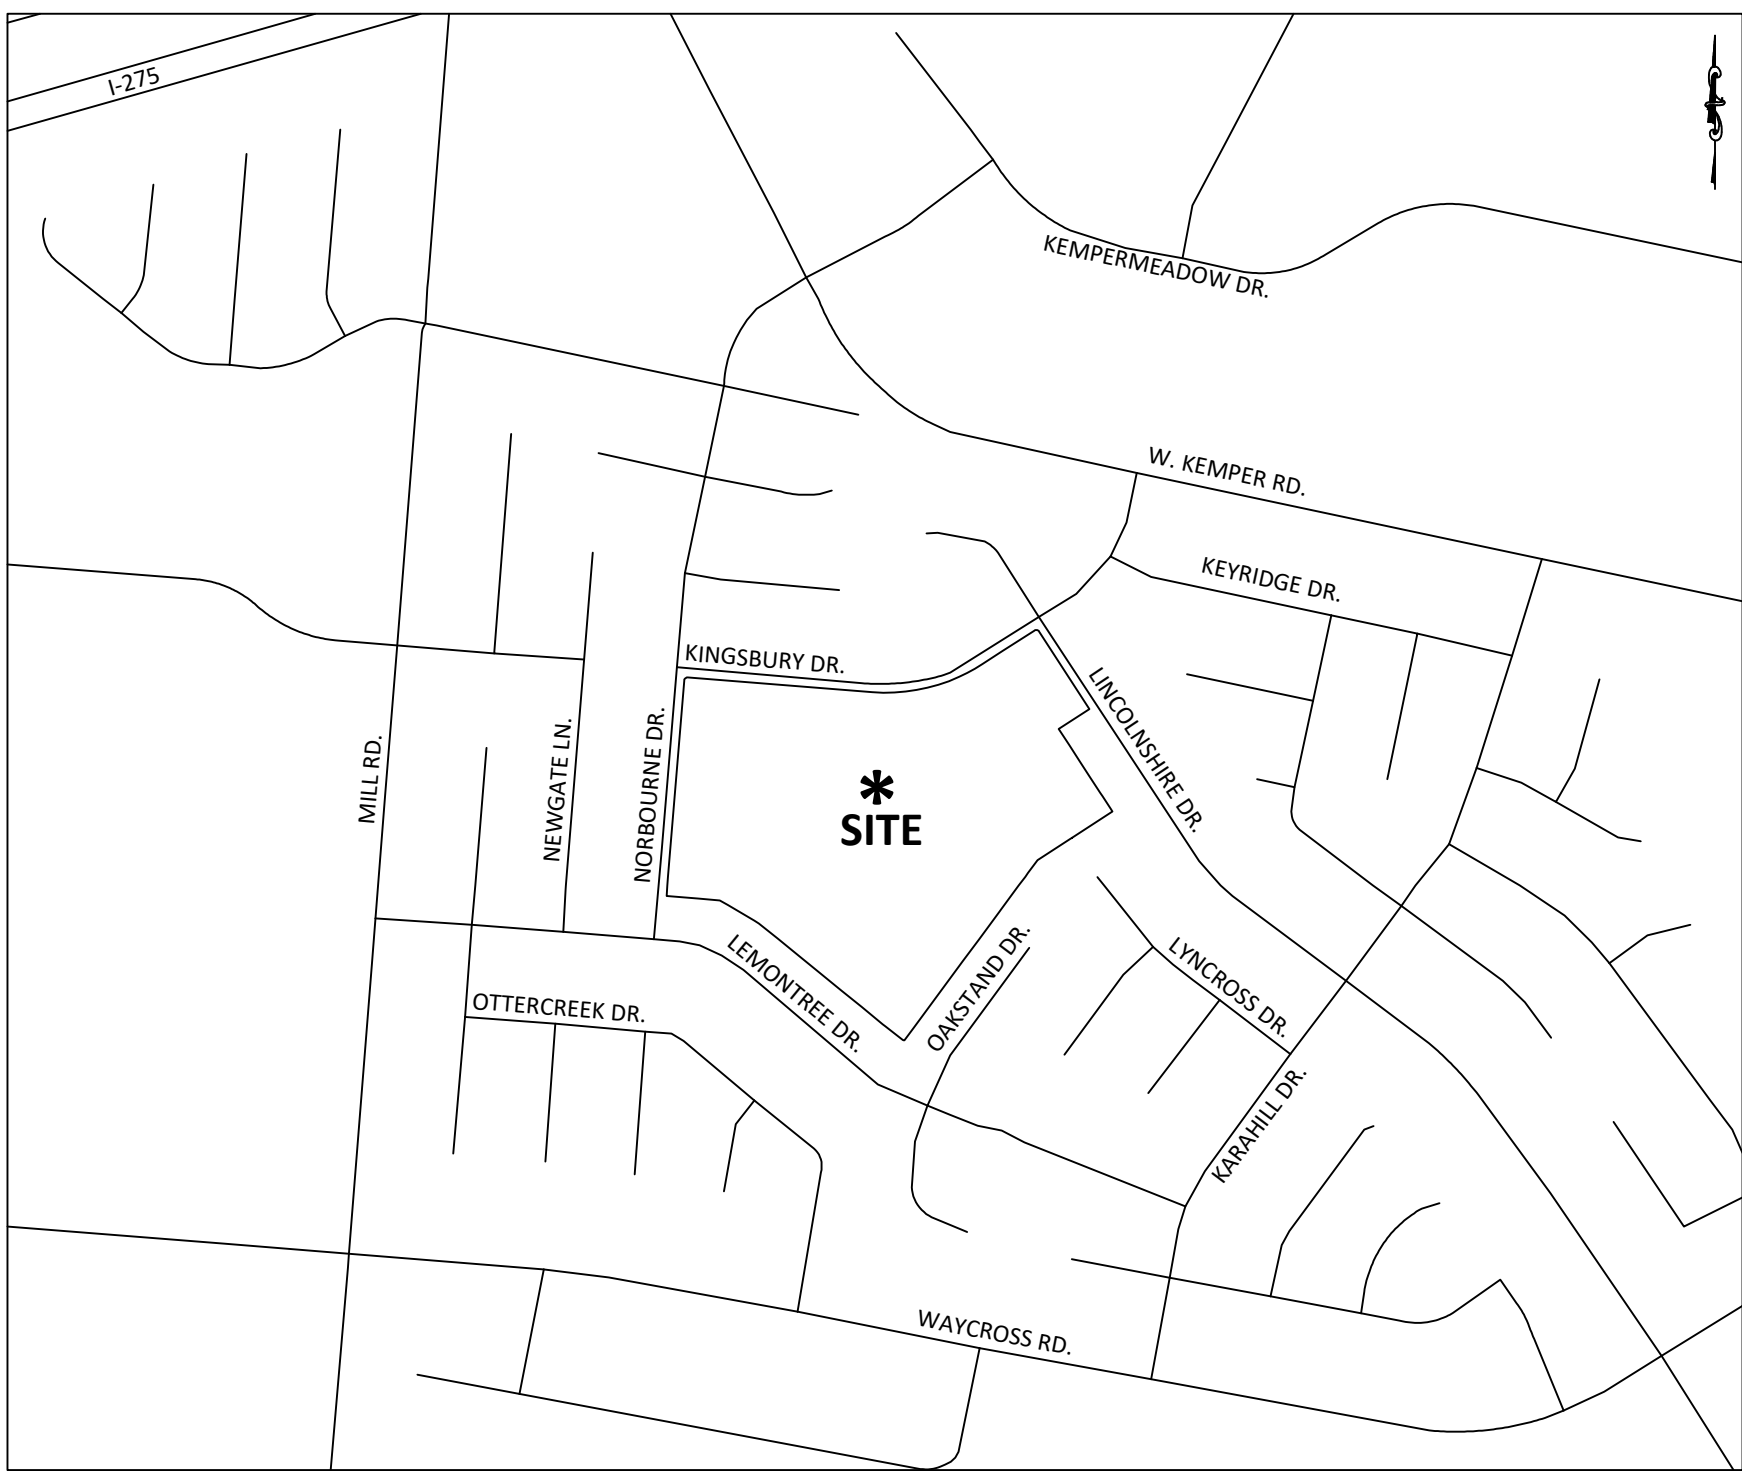 I-275
KEMPERMEADOW DR.
W. KEMPER RD.
KEYRIDGE DR.
KINGSBURY DR.
LINCOLNSHIRE DR.
MILL RD.
NEWGATE LN.
NORBOURNE DR.
*
SITE
LEMONTREE DR.
OAKSTAND DR.
LYNCROSS DR.
OTTERCREEK DR.
KARAHILL DR.
WAYCROSS RD.